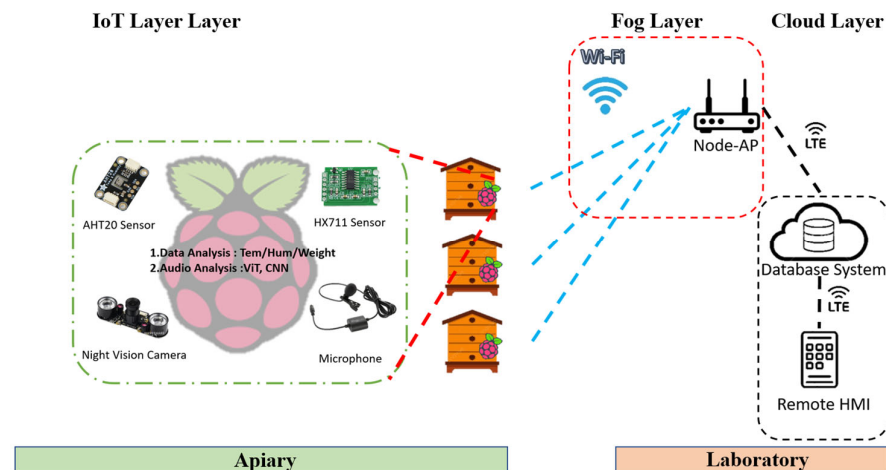 IoT Layer Layer
Fog Layer
Cloud Layer
Wi-Fi
Node-AP
LTE
AHT20 Sensor
HX711 Sensor
1.Data Analysis : Tem/Hum/Weight
2.Audio Analysis :ViT, CNN
Night Vision Camera
Microphone
Database System
LTE
Remote HMI
Apiary
Laboratory